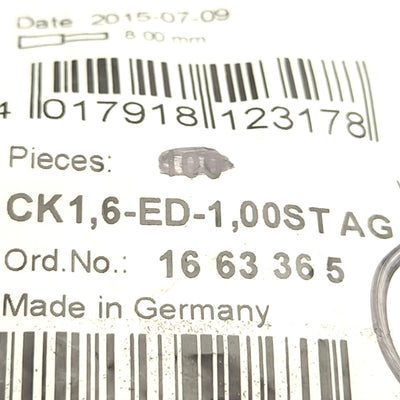 Date 2015-07-09
8.00 mm
4 017918 123178
Pieces:
CK1,6-ED-1,00ST AG
Ord.No.: 16 63 36 5
Made in Germany